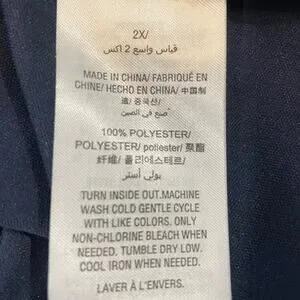 2X/
قياس واسع 2 اكس
MADE IN CHINA/ FABRIQUÉ EN
CHINE/ HECHO EN CHINA/ 中国制
造/ 중국산/
صنع في الصين
100% POLYESTER/
POLYESTER/ poliester/ 聚酯
纤维/ 폴리에스테르/
بولي أستر
TURN INSIDE OUT.MACHINE
WASH COLD GENTLE CYCLE
WITH LIKE COLORS. ONLY
NON-CHLORINE BLEACH WHEN
NEEDED. TUMBLE DRY LOW.
COOL IRON WHEN NEEDED.
LAVER À L'ENVERS.